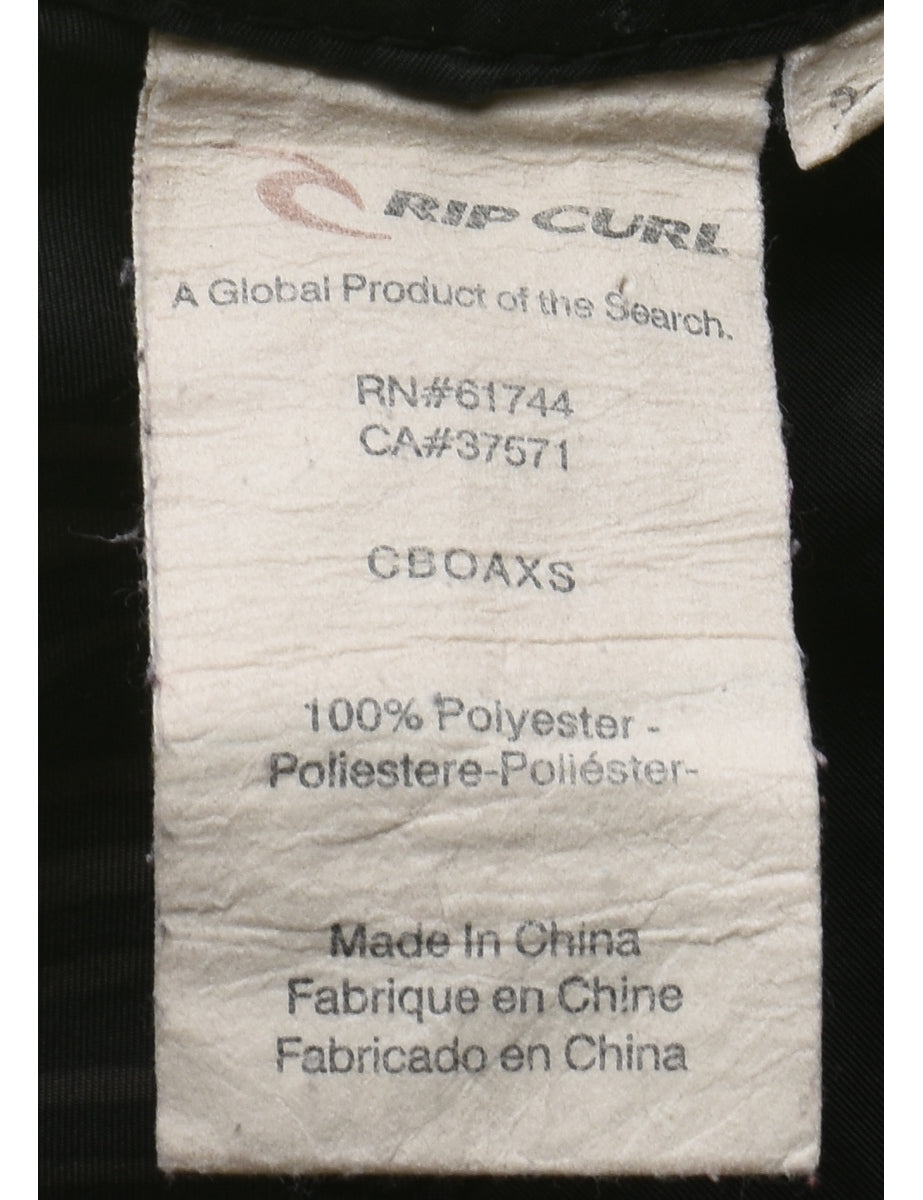 RIP CURL
A Global Product of the Search.
RN#61744
CA#37571
CBOAXS
100% Polyester -
Poliestere-Poliéster-
Made In China
Fabrique en Chine
Fabricado en China